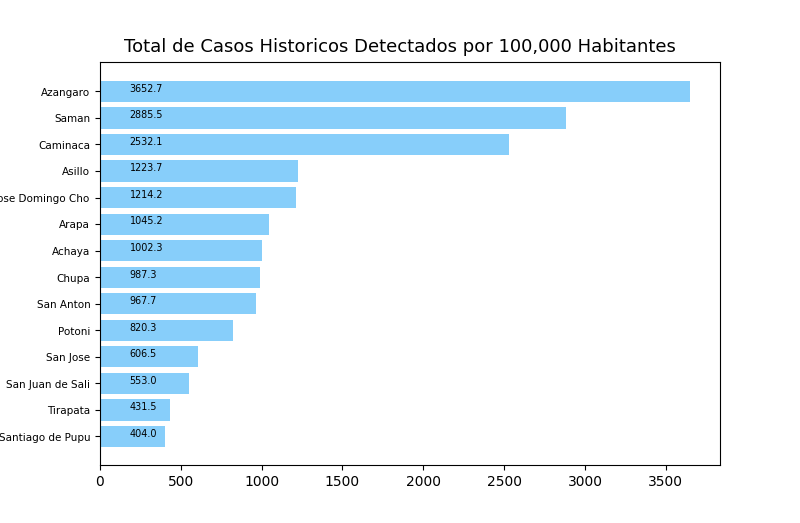 Total de Casos Historicos Detectados por 100,000 Habitantes
Azangaro 3652.7
Saman 2885.5
Caminaca 2532.1
Asillo 1223.7
ose Domingo Cho 1214.2
Arapa 1045.2
Achaya 1002.3
Chupa 987.3
San Anton 967.7
Potoni 820.3
San Jose 606.5
San Juan de Sali 553.0
Tirapata 431.5
Santiago de Pupu 404.0
0 500 1000 1500 2000 2500 3000 3500